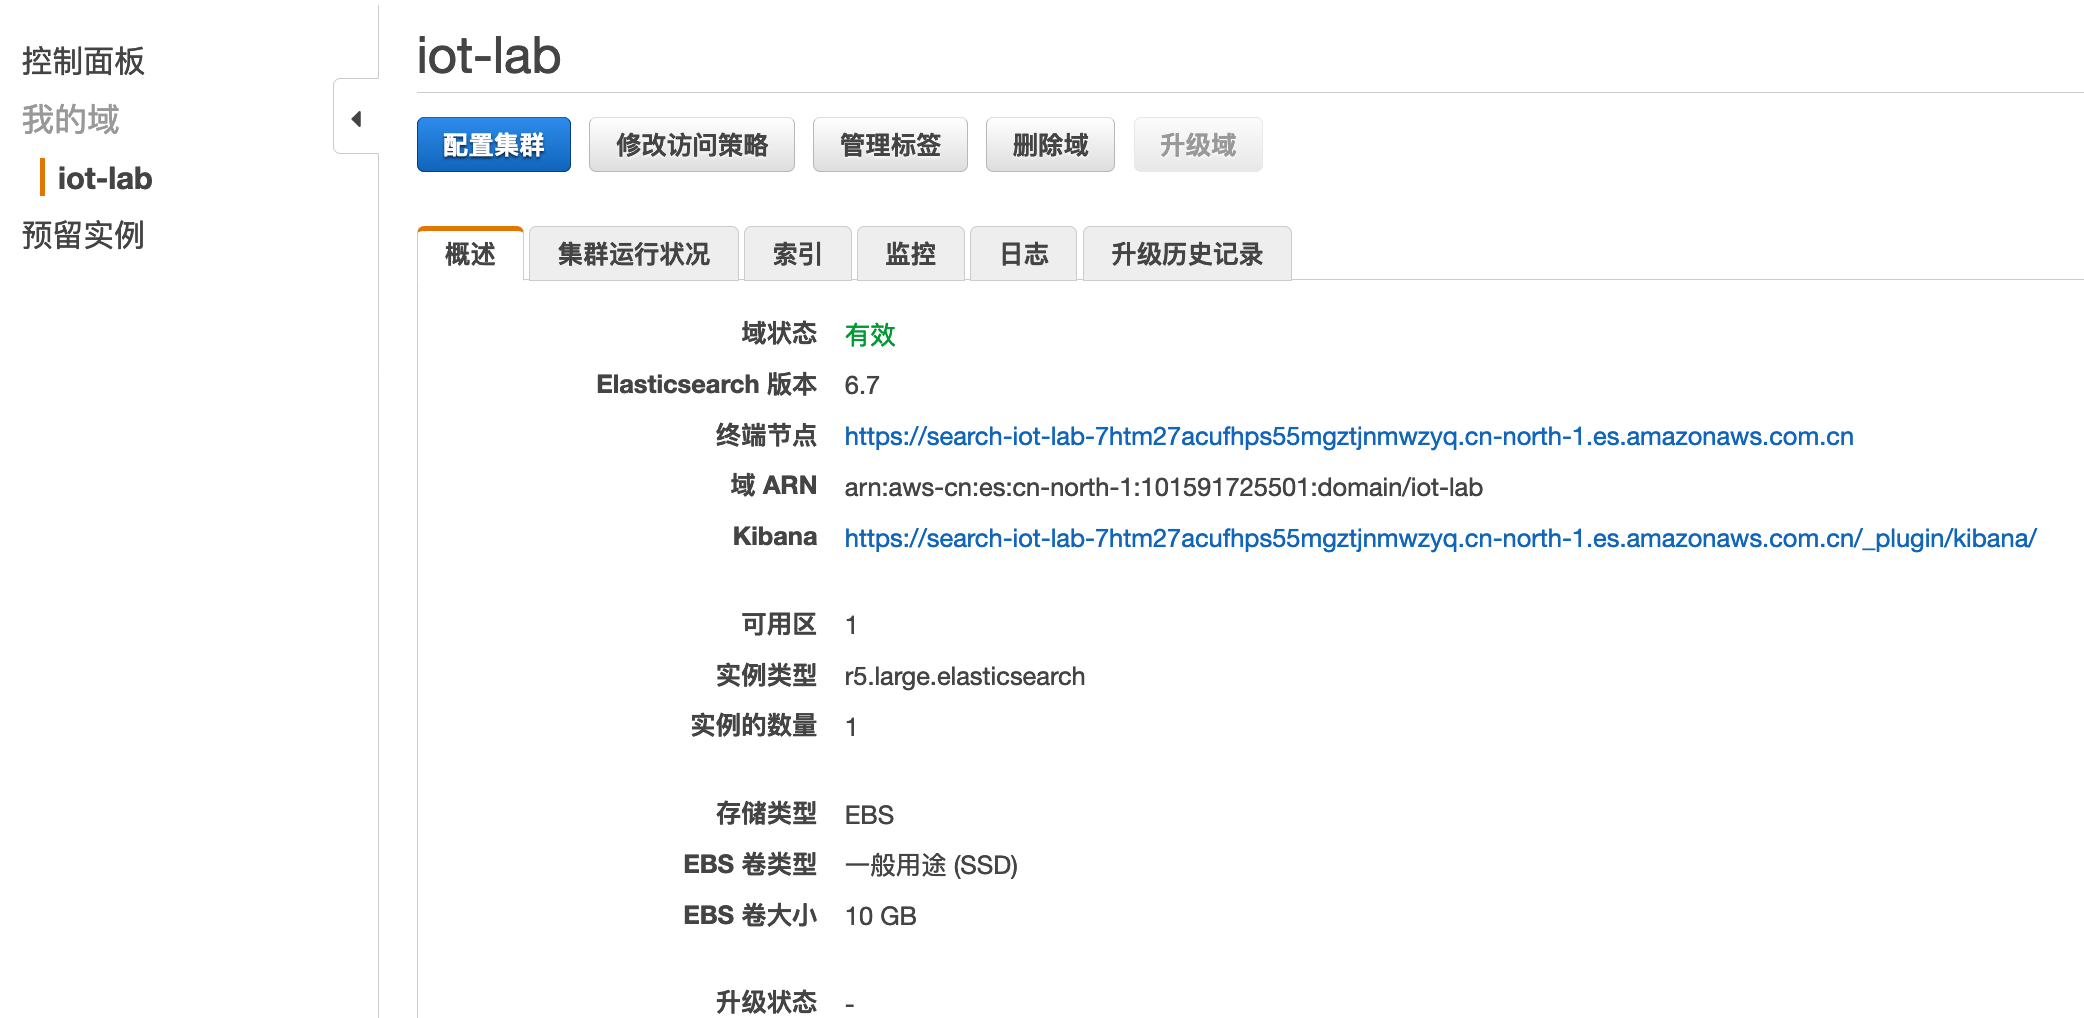 控制面板
我的域
iot-lab
预留实例
iot-lab
配置集群 修改访问策略 管理标签 删除域 升级域
概述 集群运行状况 索引 监控 日志 升级历史记录
域状态 有效
Elasticsearch 版本 6.7
终端节点 https://search-iot-lab-7htm27acufhps55mgztjnmwzyq.cn-north-1.es.amazonaws.com.cn
域 ARN arn:aws-cn:es:cn-north-1:101591725501:domain/iot-lab
Kibana https://search-iot-lab-7htm27acufhps55mgztjnmwzyq.cn-north-1.es.amazonaws.com.cn/_plugin/kibana/
可用区 1
实例类型 r5.large.elasticsearch
实例的数量 1
存储类型 EBS
EBS 卷类型 一般用途 (SSD)
EBS 卷大小 10 GB
升级状态 -